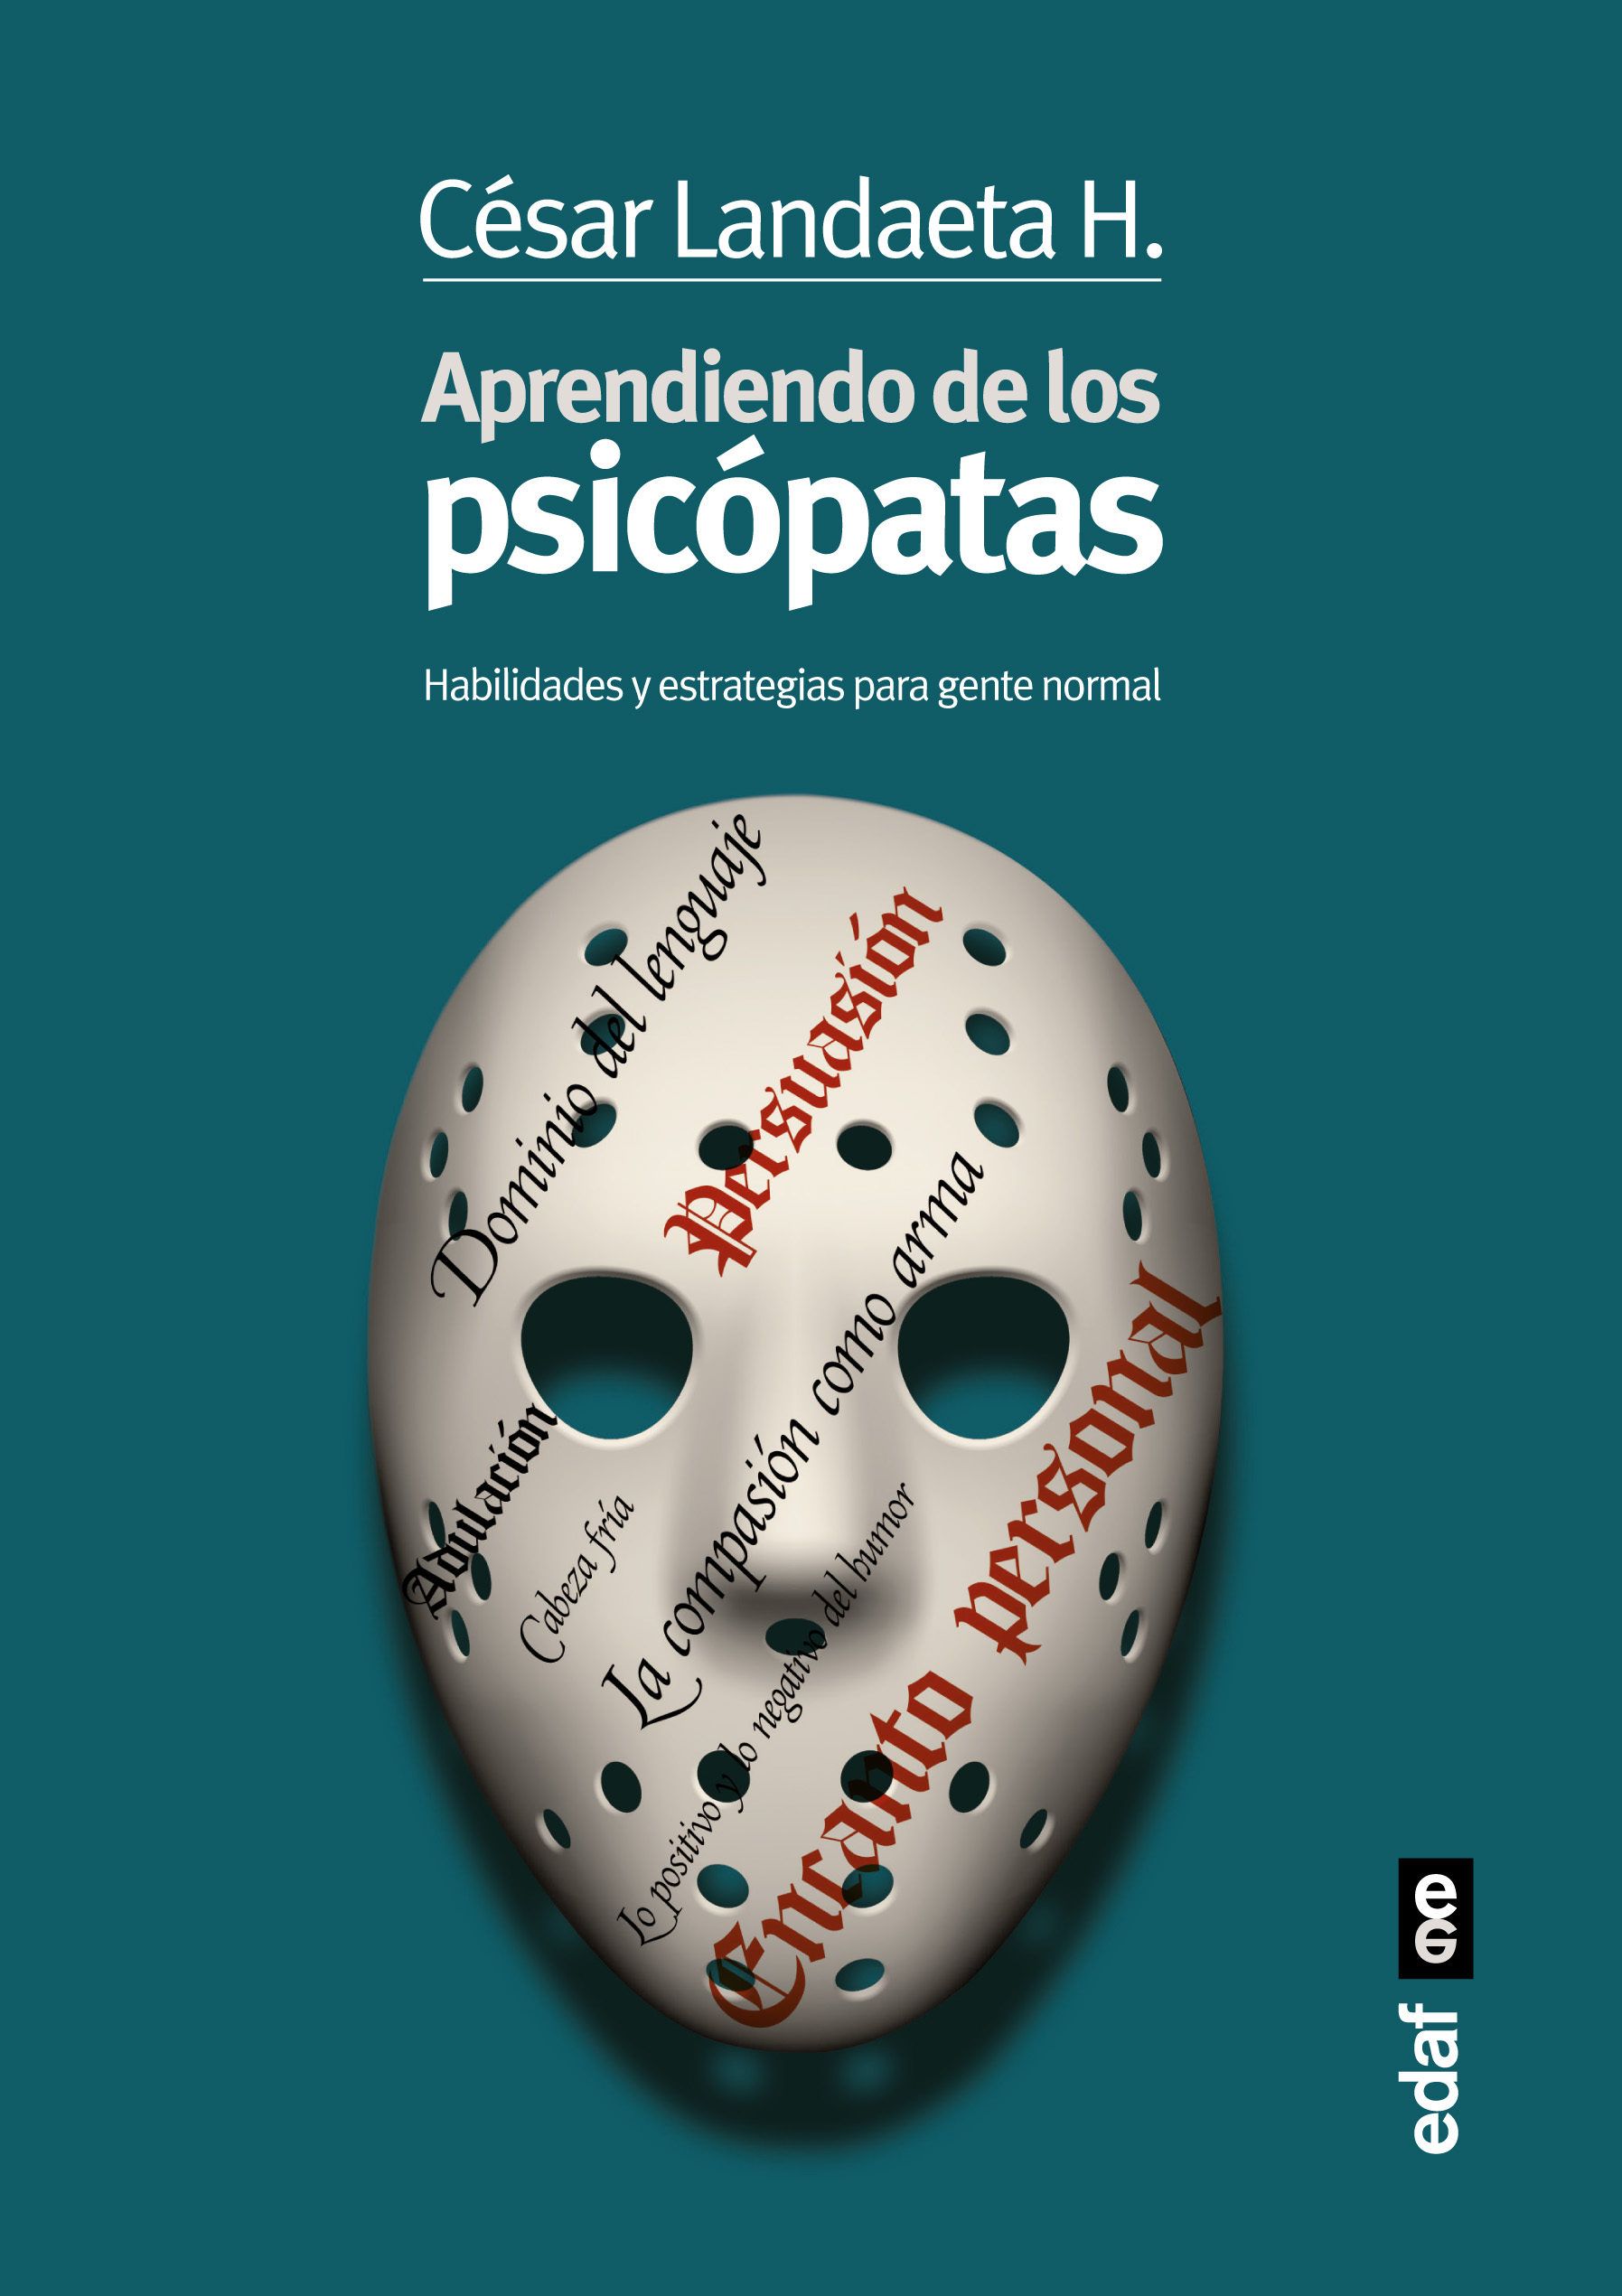 César Landaeta H.
Aprendiendo de los
psicópatas
Habilidades y estrategias para gente normal
Dominio del lenguaje
Persuasión
La compasión como arma
Adulación
Cabeza fría
Lo positivo y lo negativo del humor
Encanto personal
edaf